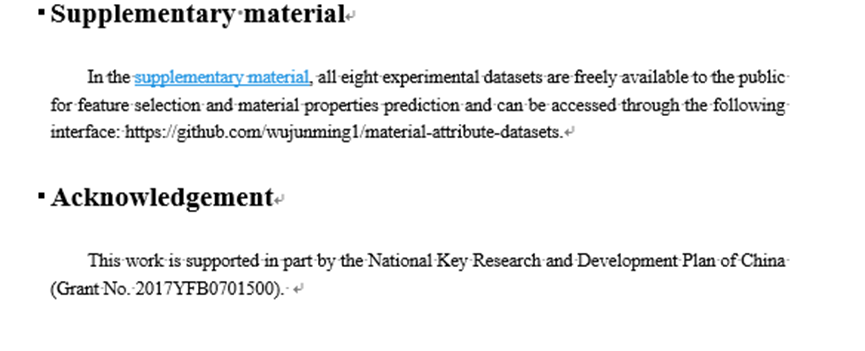 Supplementary material
In the supplementary material, all eight experimental datasets are freely available to the public
for feature selection and material properties prediction and can be accessed through the following
interface: https://github.com/wujunming1/material-attribute-datasets.
Acknowledgement
This work is supported in part by the National Key Research and Development Plan of China
(Grant No. 2017YFB0701500).